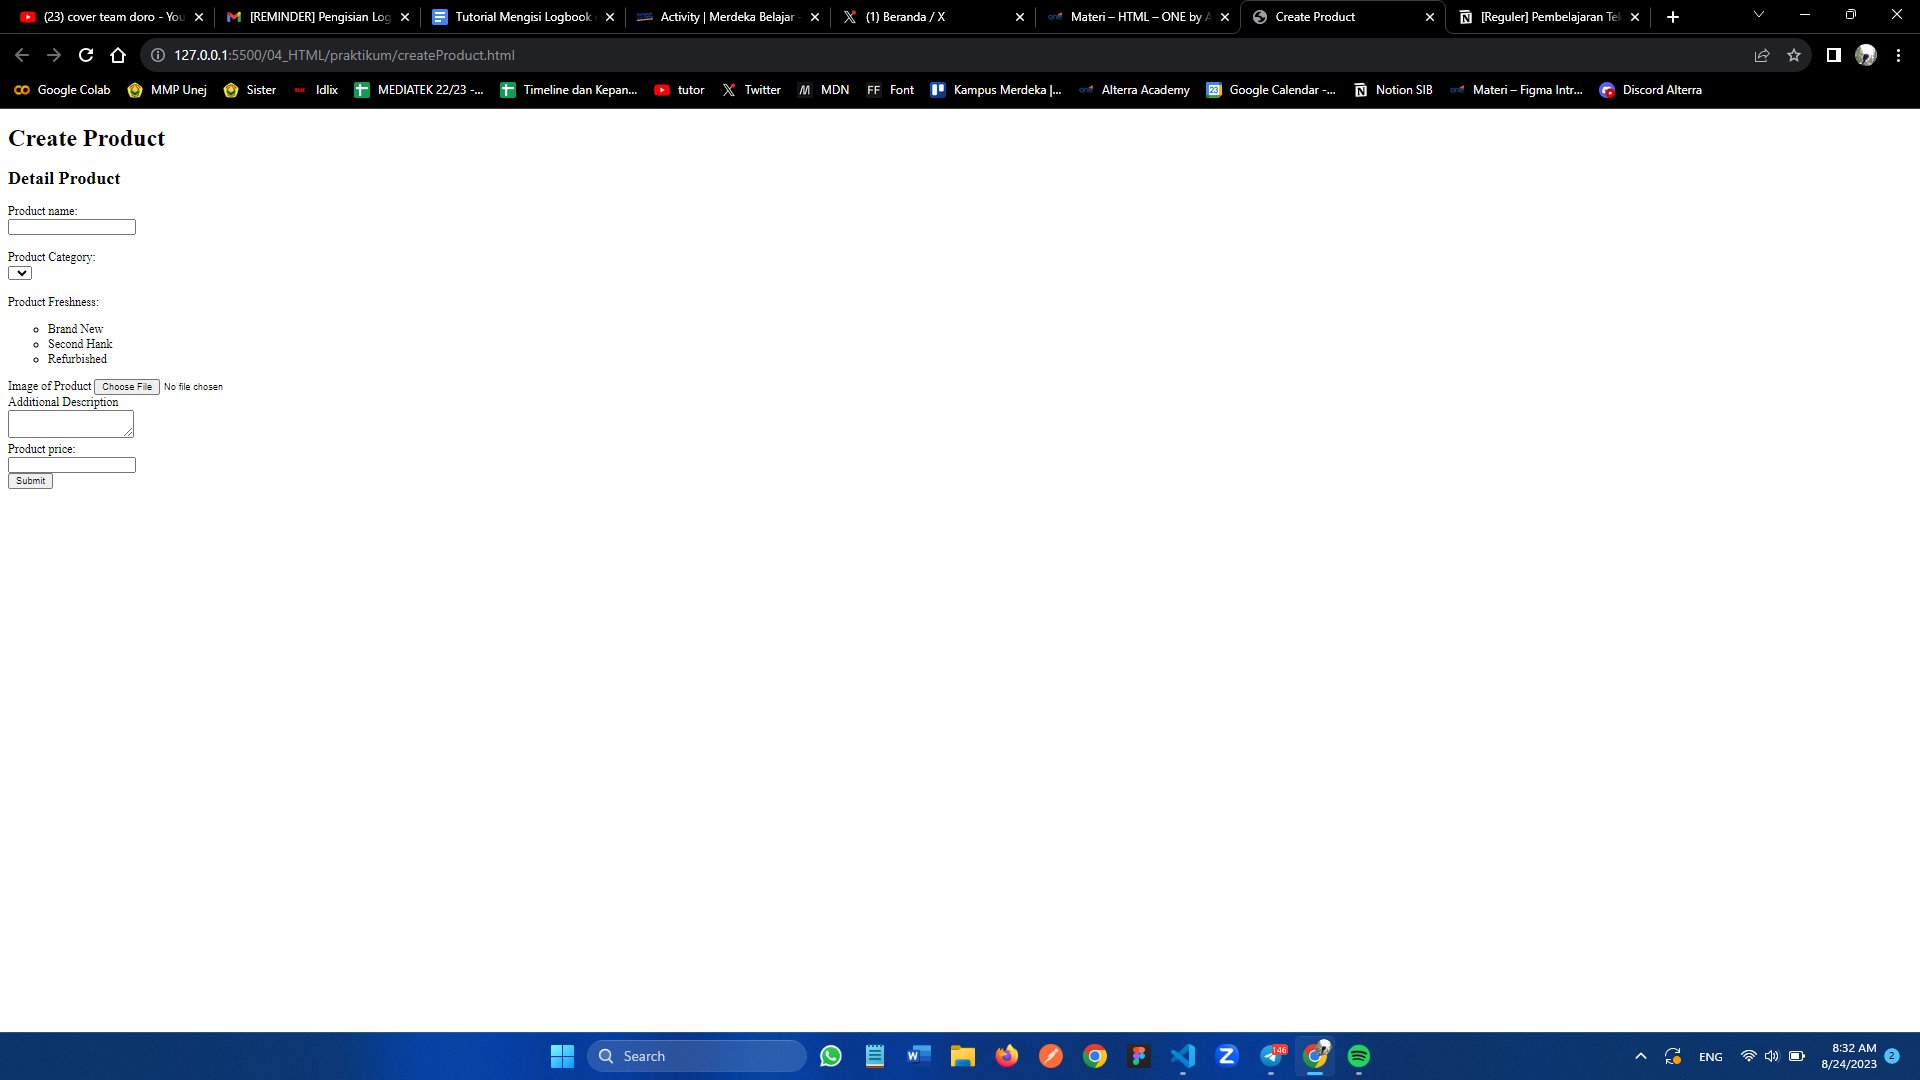 (23) cover team doro - You
[REMINDER] Pengisian Log
Tutorial Mengisi Logbook
Activity | Merdeka Belajar -
(1) Beranda / X
Materi – HTML – ONE by A
Create Product
[Reguler] Pembelajaran Tek
127.0.0.1:5500/04_HTML/praktikum/createProduct.html
Google Colab
MMP Unej
Sister
Idlix
MEDIATEK 22/23 -...
Timeline dan Kepan...
tutor
Twitter
MDN
FF Font
Kampus Merdeka |...
Alterra Academy
Google Calendar -...
Notion SIB
Materi – Figma Intr...
Discord Alterra
Create Product
Detail Product
Product name:
Product Category:
Product Freshness:
Brand New
Second Hank
Refurbished
Image of Product Choose File No file chosen
Additional Description
Product price:
Submit
Search
146
ENG
8:32 AM
8/24/2023
2